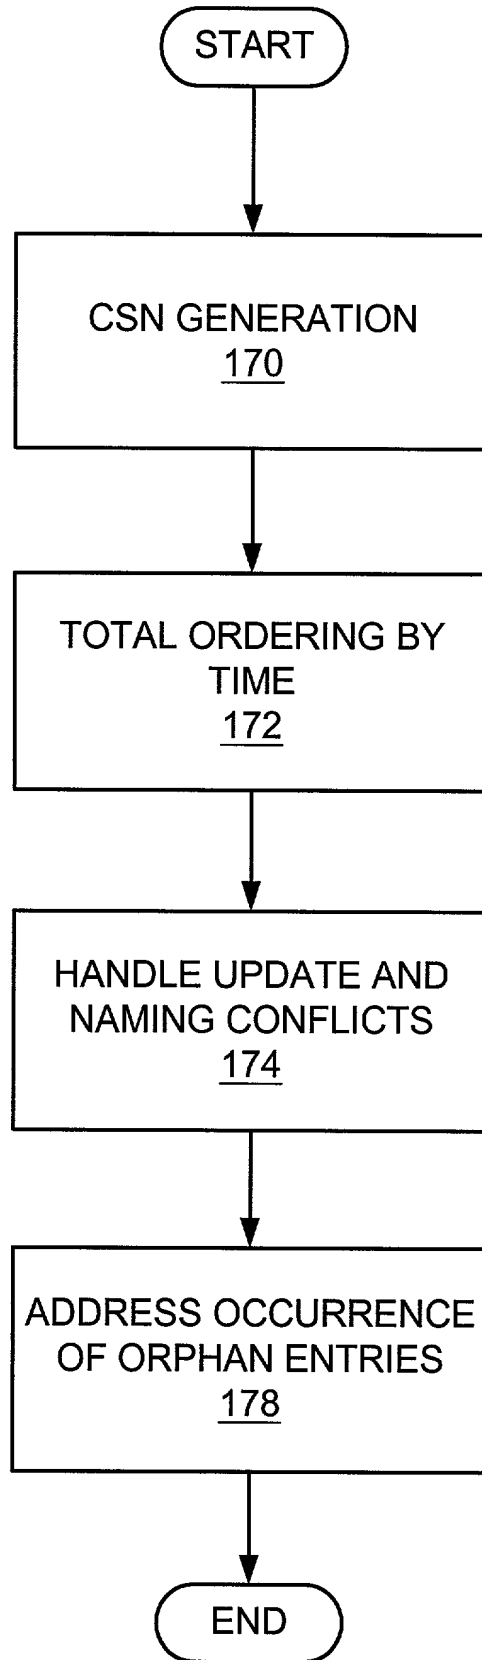 START
CSN GENERATION
170
TOTAL ORDERING BY
TIME
172
HANDLE UPDATE AND
NAMING CONFLICTS
174
ADDRESS OCCURRENCE
OF ORPHAN ENTRIES
178
END